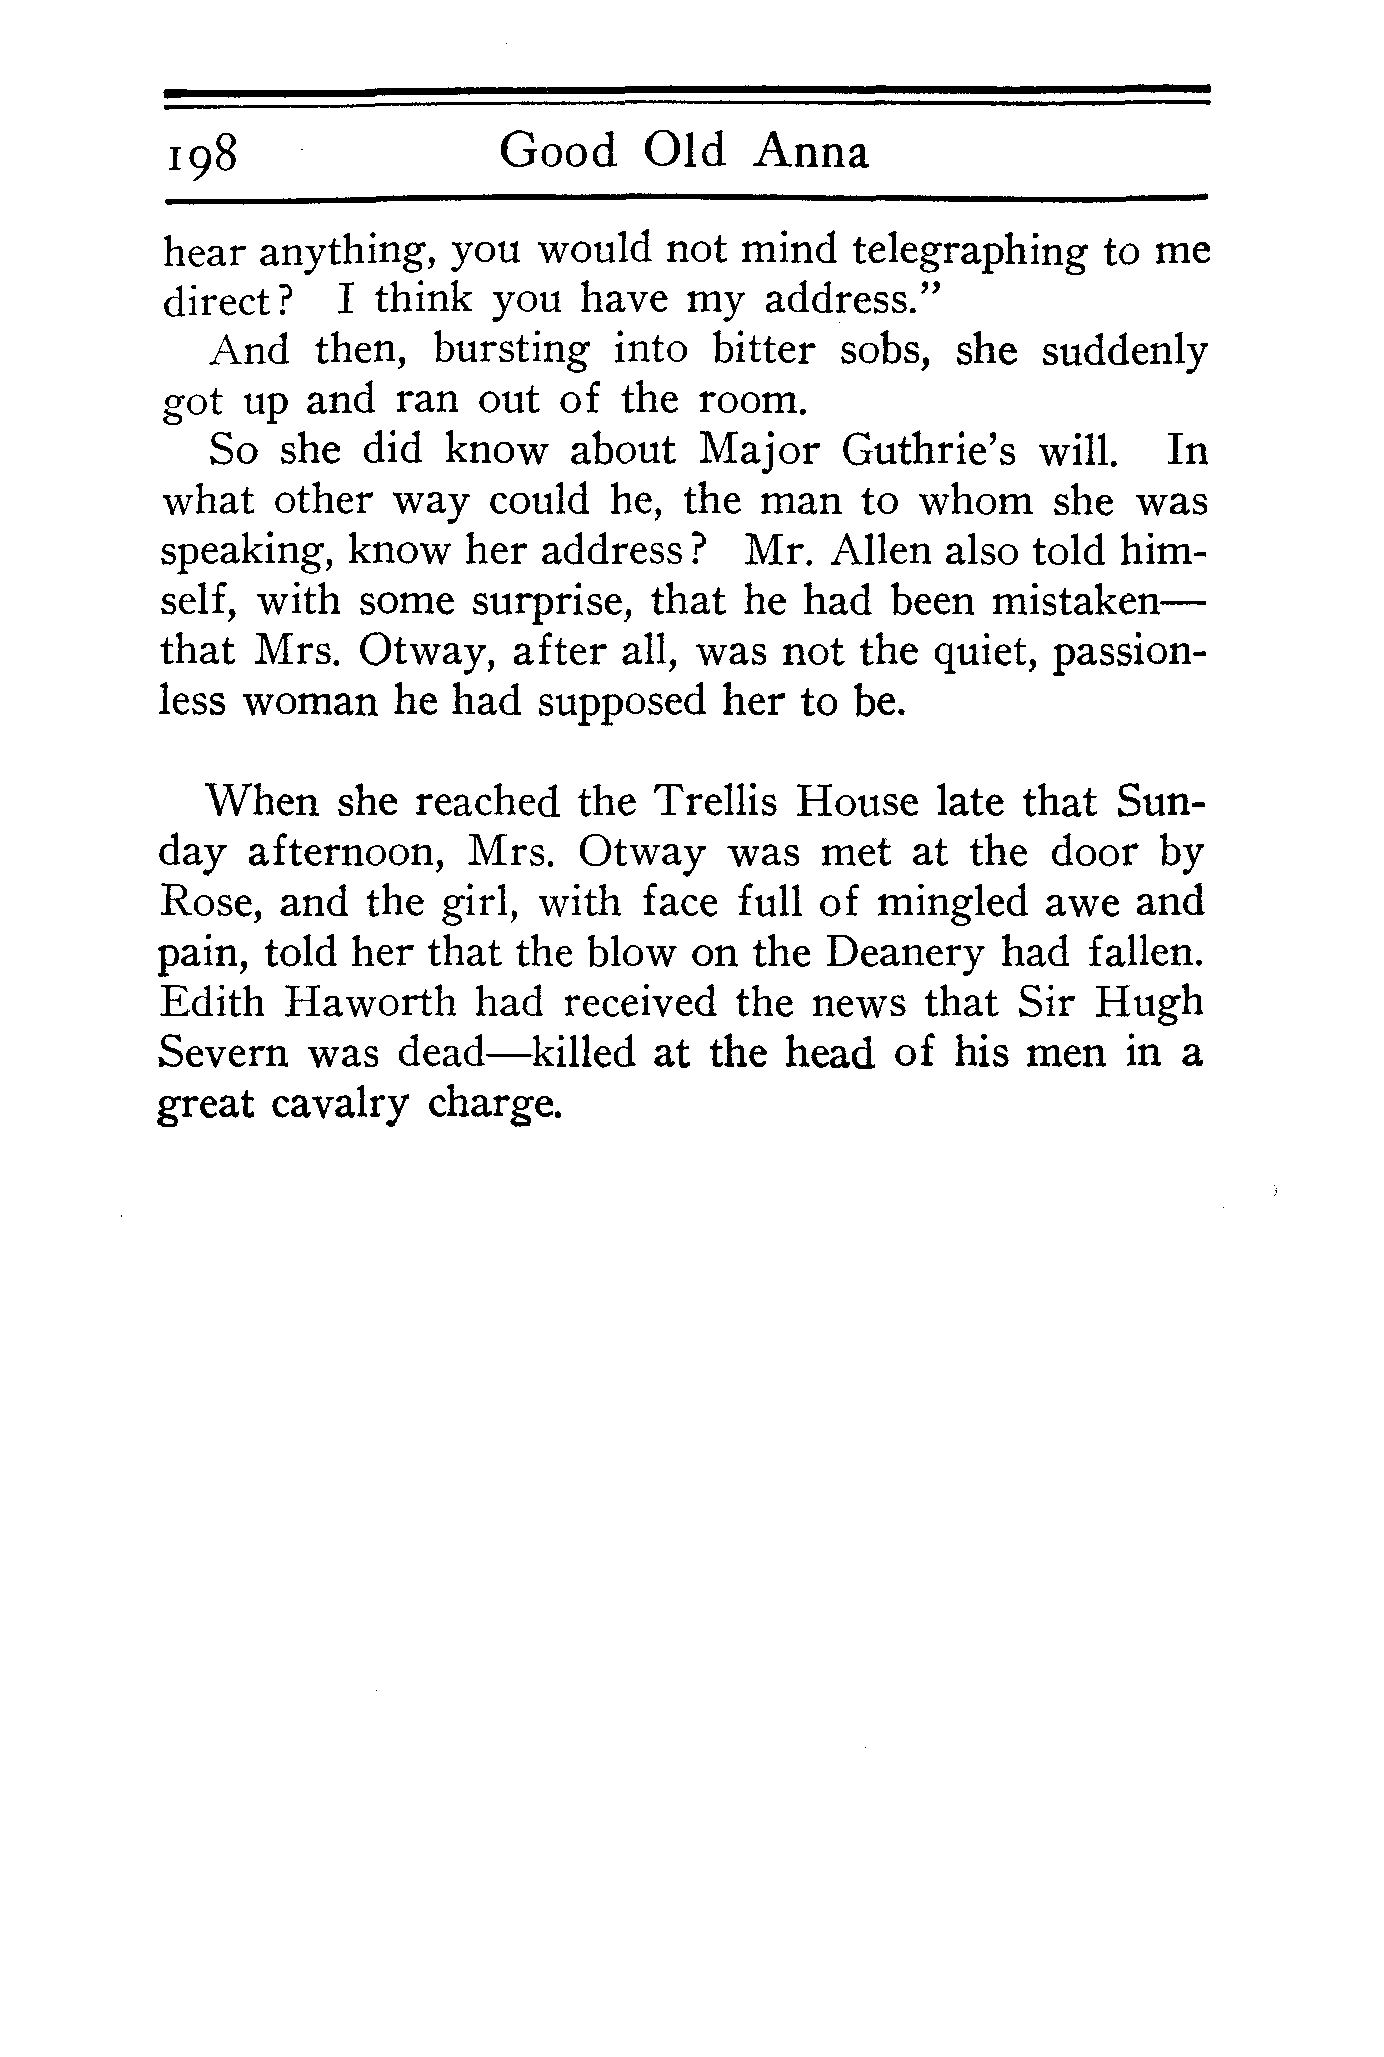 198 Good Old Anna
hear anything, you would not mind telegraphing to me
direct? I think you have my address."
And then, bursting into bitter sobs, she suddenly
got up and ran out of the room.
So she did know about Major Guthrie's will. In
what other way could he, the man to whom she was
speaking, know her address? Mr. Allen also told him-
self, with some surprise, that he had been mistaken—
that Mrs. Otway, after all, was not the quiet, passion-
less woman he had supposed her to be.
When she reached the Trellis House late that Sun-
day afternoon, Mrs. Otway was met at the door by
Rose, and the girl, with face full of mingled awe and
pain, told her that the blow on the Deanery had fallen.
Edith Haworth had received the news that Sir Hugh
Severn was dead—killed at the head of his men in a
great cavalry charge.